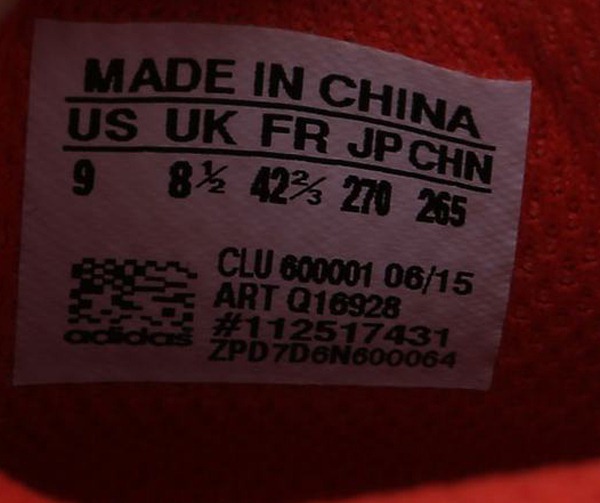 MADE IN CHINA
US UK FR JP CHN
9 8½ 42⅔ 270 265
CLU 600001 06/15
ART Q16928
#112517431
ZPD7D6N600064
adidas